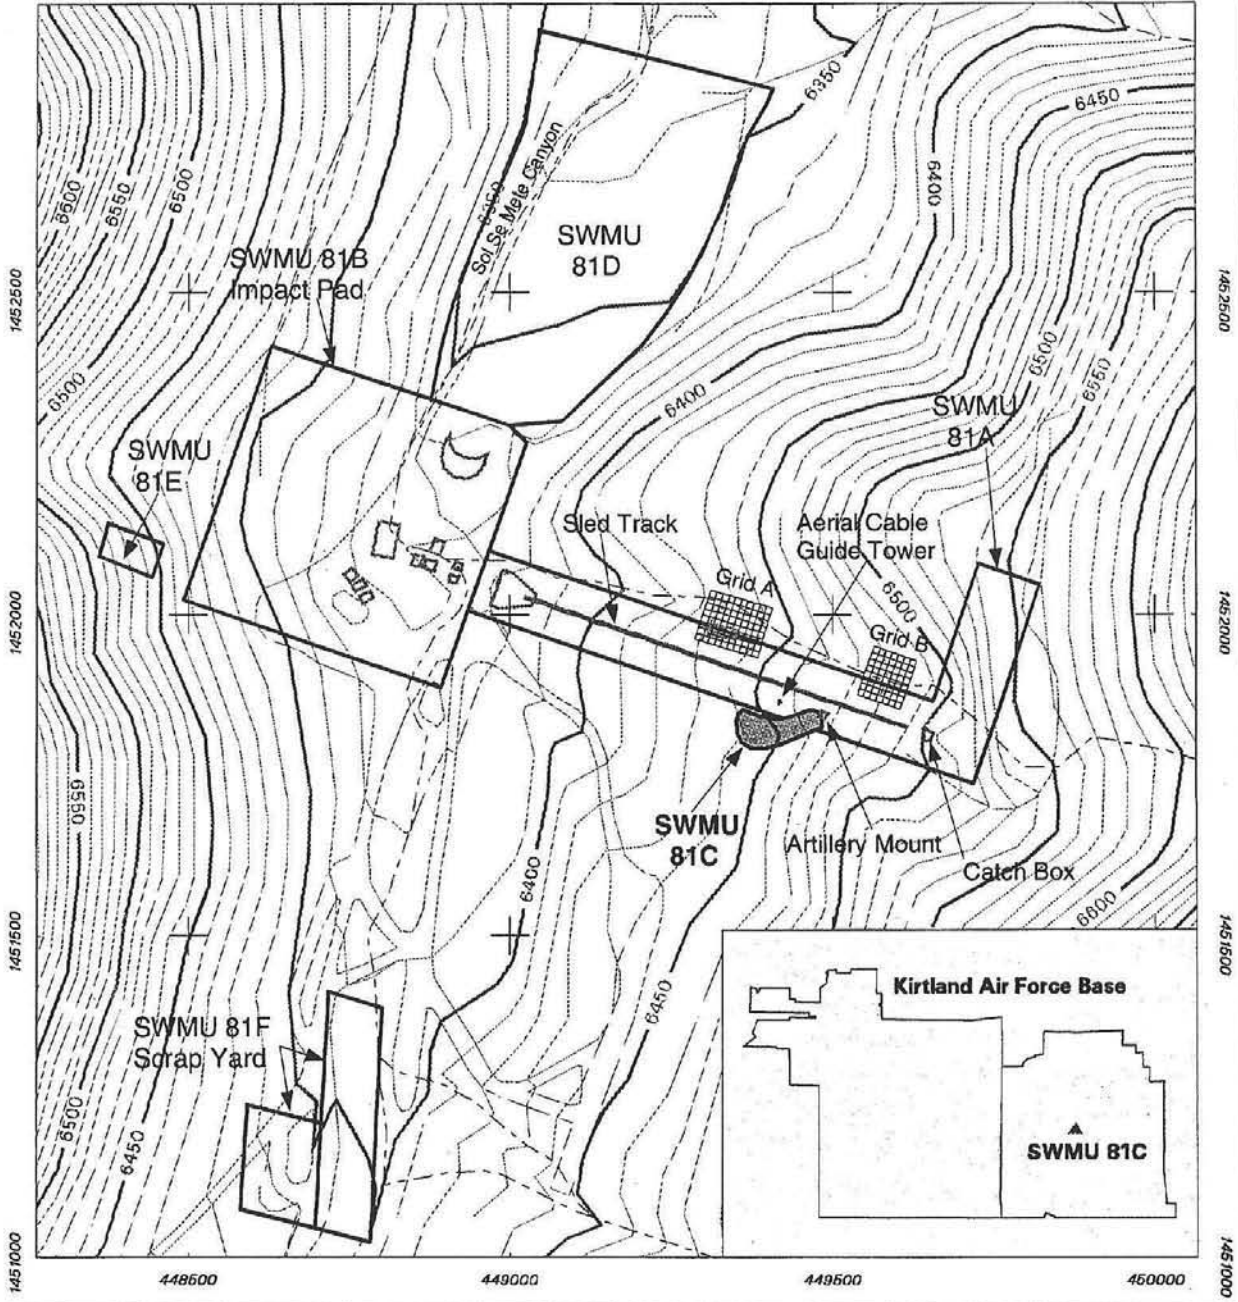 6350
6450
6400
6500
6550
6500
6350
Sol Se Mete Canyon
SWMU
81D
SWMU 81B
Impact Pad
1452500
1452500
6500
6550
6500
6400
SWMU
81A
SWMU
81E
Sled Track
Aerial Cable
Guide Tower
Grid A
6500
Grid B
1452000
1452000
6550
SWMU
81C
Artillery Mount
Catch Box
6400
6600
1451500
1451500
6450
Kirtland Air Force Base
SWMU 81C
SWMU 81F
Scrap Yard
6500
6450
1451000
1451000
448500
449000
449500
450000